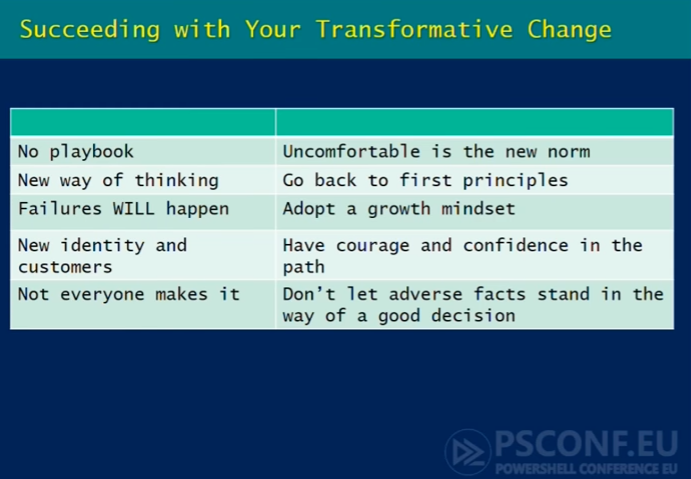 Succeeding with Your Transformative Change
No playbook
Uncomfortable is the new norm
New way of thinking
Go back to first principles
Failures WILL happen
Adopt a growth mindset
New identity and
customers
Have courage and confidence in the
path
Not everyone makes it
Don't let adverse facts stand in the
way of a good decision
PSCONF.EU
POWERSHELL CONFERENCE EU